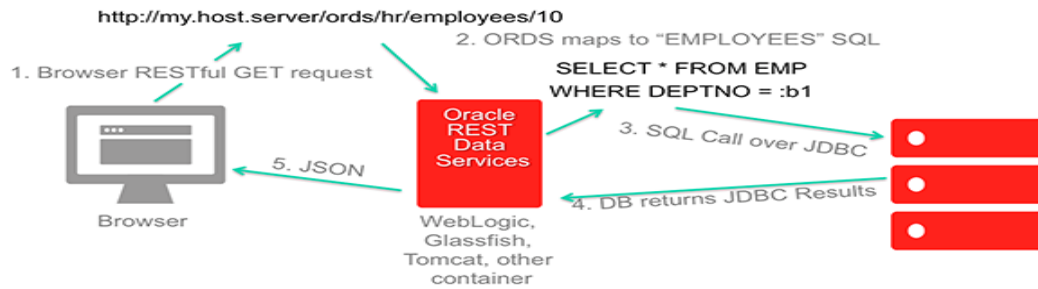 http://my.host.server/ords/hr/employees/10
1. Browser RESTful GET request
2. ORDS maps to “EMPLOYEES” SQL
SELECT * FROM EMP
WHERE DEPTNO = :b1
Oracle
REST
Data
Services
3. SQL Call over JDBC
4. DB returns JDBC Results
5. JSON
Browser
WebLogic,
Glassfish,
Tomcat, other
container